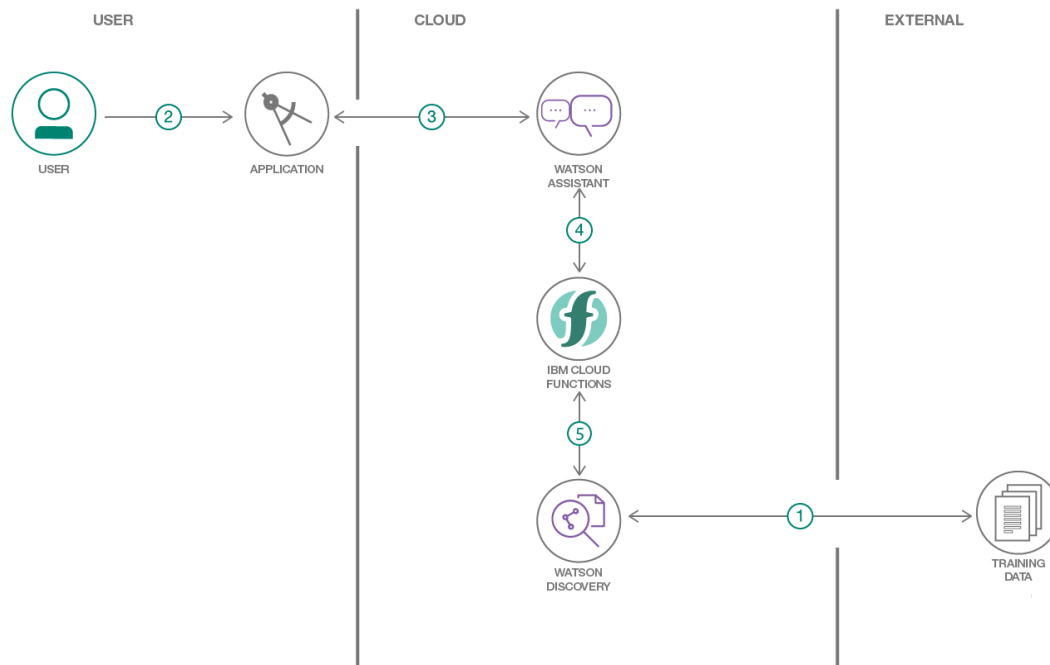 USER
CLOUD
EXTERNAL
2
3
USER
APPLICATION
WATSON
ASSISTANT
4
IBM CLOUD
FUNCTIONS
5
1
WATSON
DISCOVERY
TRAINING
DATA